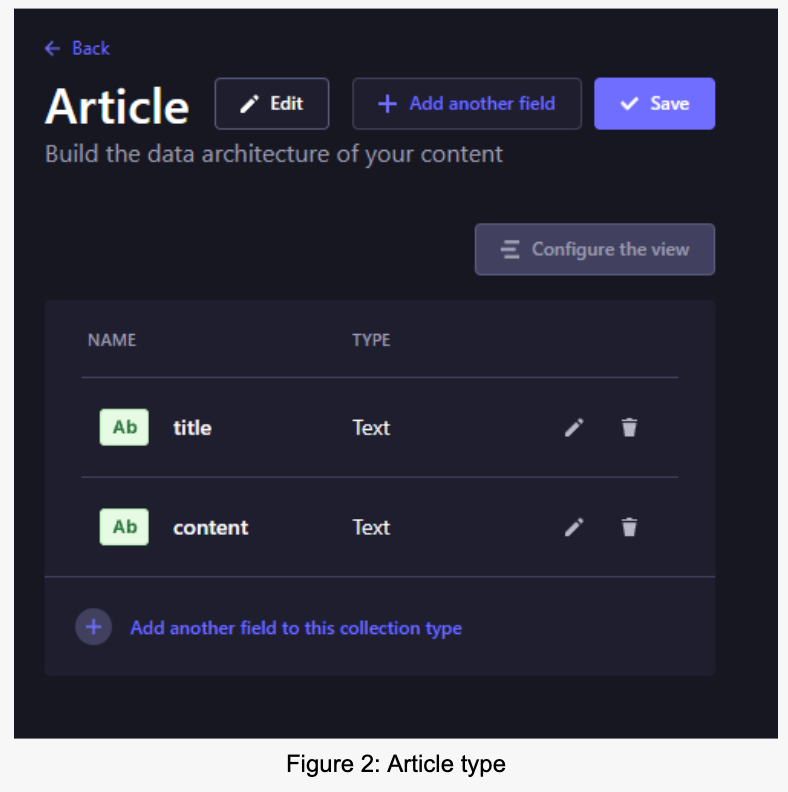 Back
Article
Edit
Add another field
Save
Build the data architecture of your content
Configure the view
NAME TYPE
Ab title Text
Ab content Text
Add another field to this collection type
Figure 2: Article type